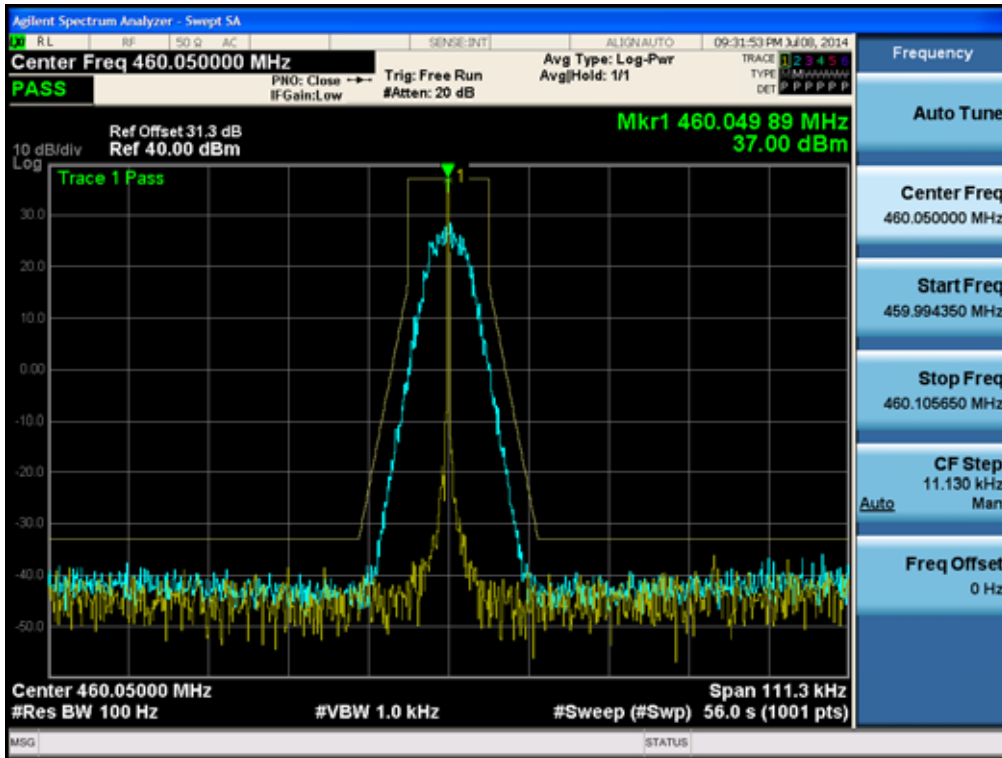 Agilent Spectrum Analyzer - Swept SA
RL RF 50 Ω AC SENSE:INT ALIGN AUTO 09:31:53 PM Jul 08, 2014
Center Freq 460.050000 MHz
PASS
PNO: Close
IFGain:Low
Trig: Free Run
#Atten: 20 dB
Avg Type: Log-Pwr
Avg|Hold: 1/1
TRACE 1 2 3 4 5 6
TYPE
DET P P P P P P
Ref Offset 31.3 dB
10 dB/div Ref 40.00 dBm
Log
Mkr1 460.049 89 MHz
37.00 dBm
Trace 1 Pass
1
30.0
20.0
10.0
0.00
-10.0
-20.0
-30.0
-40.0
-50.0
Center 460.05000 MHz Span 111.3 kHz
#Res BW 100 Hz #VBW 1.0 kHz #Sweep (#Swp) 56.0 s (1001 pts)
MSG STATUS
Frequency
Auto Tune
Center Freq
460.050000 MHz
Start Freq
459.994350 MHz
Stop Freq
460.105650 MHz
CF Step
11.130 kHz
Auto Man
Freq Offset
0 Hz